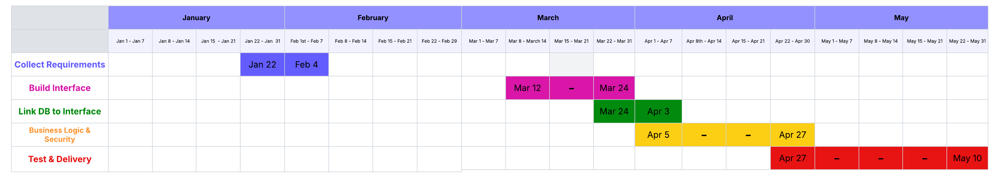 January February March April May
Jan 1 - Jan 7 Jan 8 - Jan 14 Jan 15 - Jan 21 Jan 22 - Jan 31 Feb 1st - Feb 7 Feb 8 - Feb 14 Feb 15 - Feb 21 Feb 22 - Feb 29 Mar 1 - Mar 7 Mar 8 - March 14 Mar 15 - Mar 21 Mar 22 - Mar 31 Apr 1 - Apr 7 Apr 8th - Apr 14 Apr 15 - Apr 21 Apr 22 - Apr 30 May 1 - May 7 May 8 - May 14 May 15 - May 21 May 22 - May 31
Collect Requirements Jan 22 Feb 4
Build Interface Mar 12 – Mar 24
Link DB to Interface Mar 24 Apr 3
Business Logic &
Security Apr 5 – – Apr 27
Test & Delivery Apr 27 – – – May 10